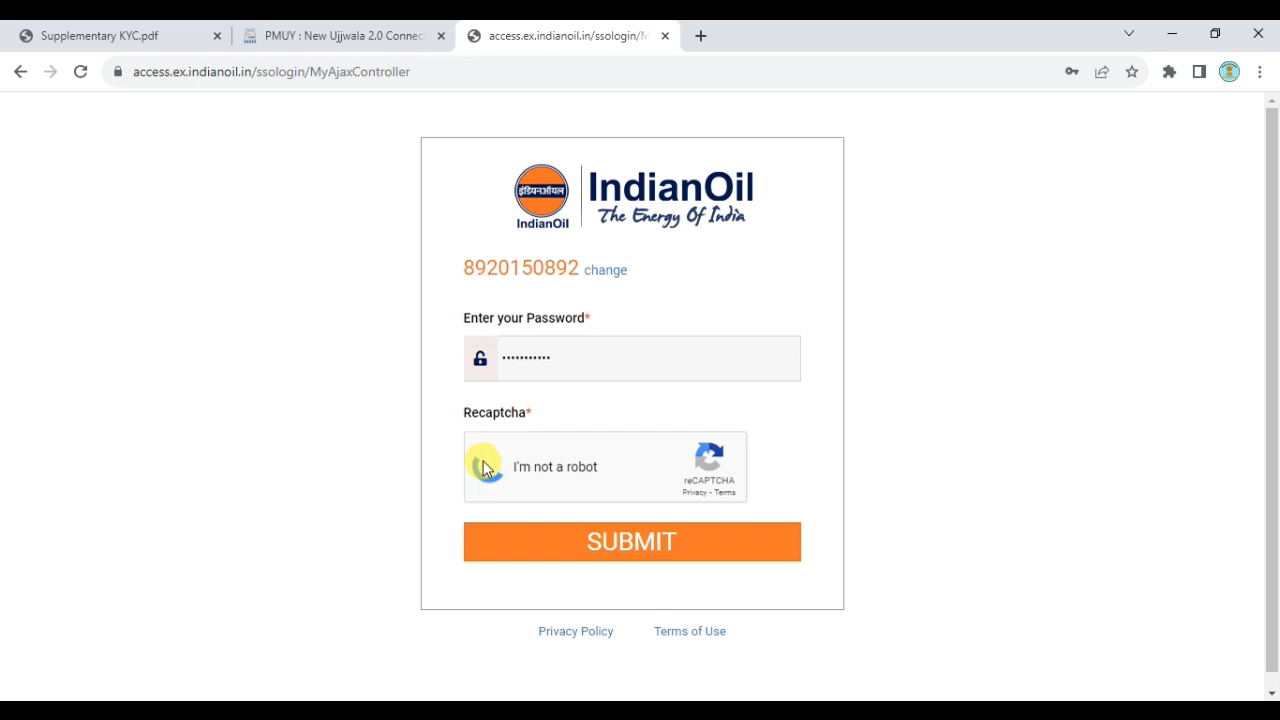 Supplementary KYC.pdf
PMUY : New Ujjwala 2.0 Connec
access.ex.indianoil.in/ssologin/M
access.ex.indianoil.in/ssologin/MyAjaxController
इंडियनऑयल
IndianOil
IndianOil
The Energy Of India
8920150892 change
Enter your Password*
•••••••••••
Recaptcha*
I'm not a robot
reCAPTCHA
Privacy - Terms
SUBMIT
Privacy Policy Terms of Use